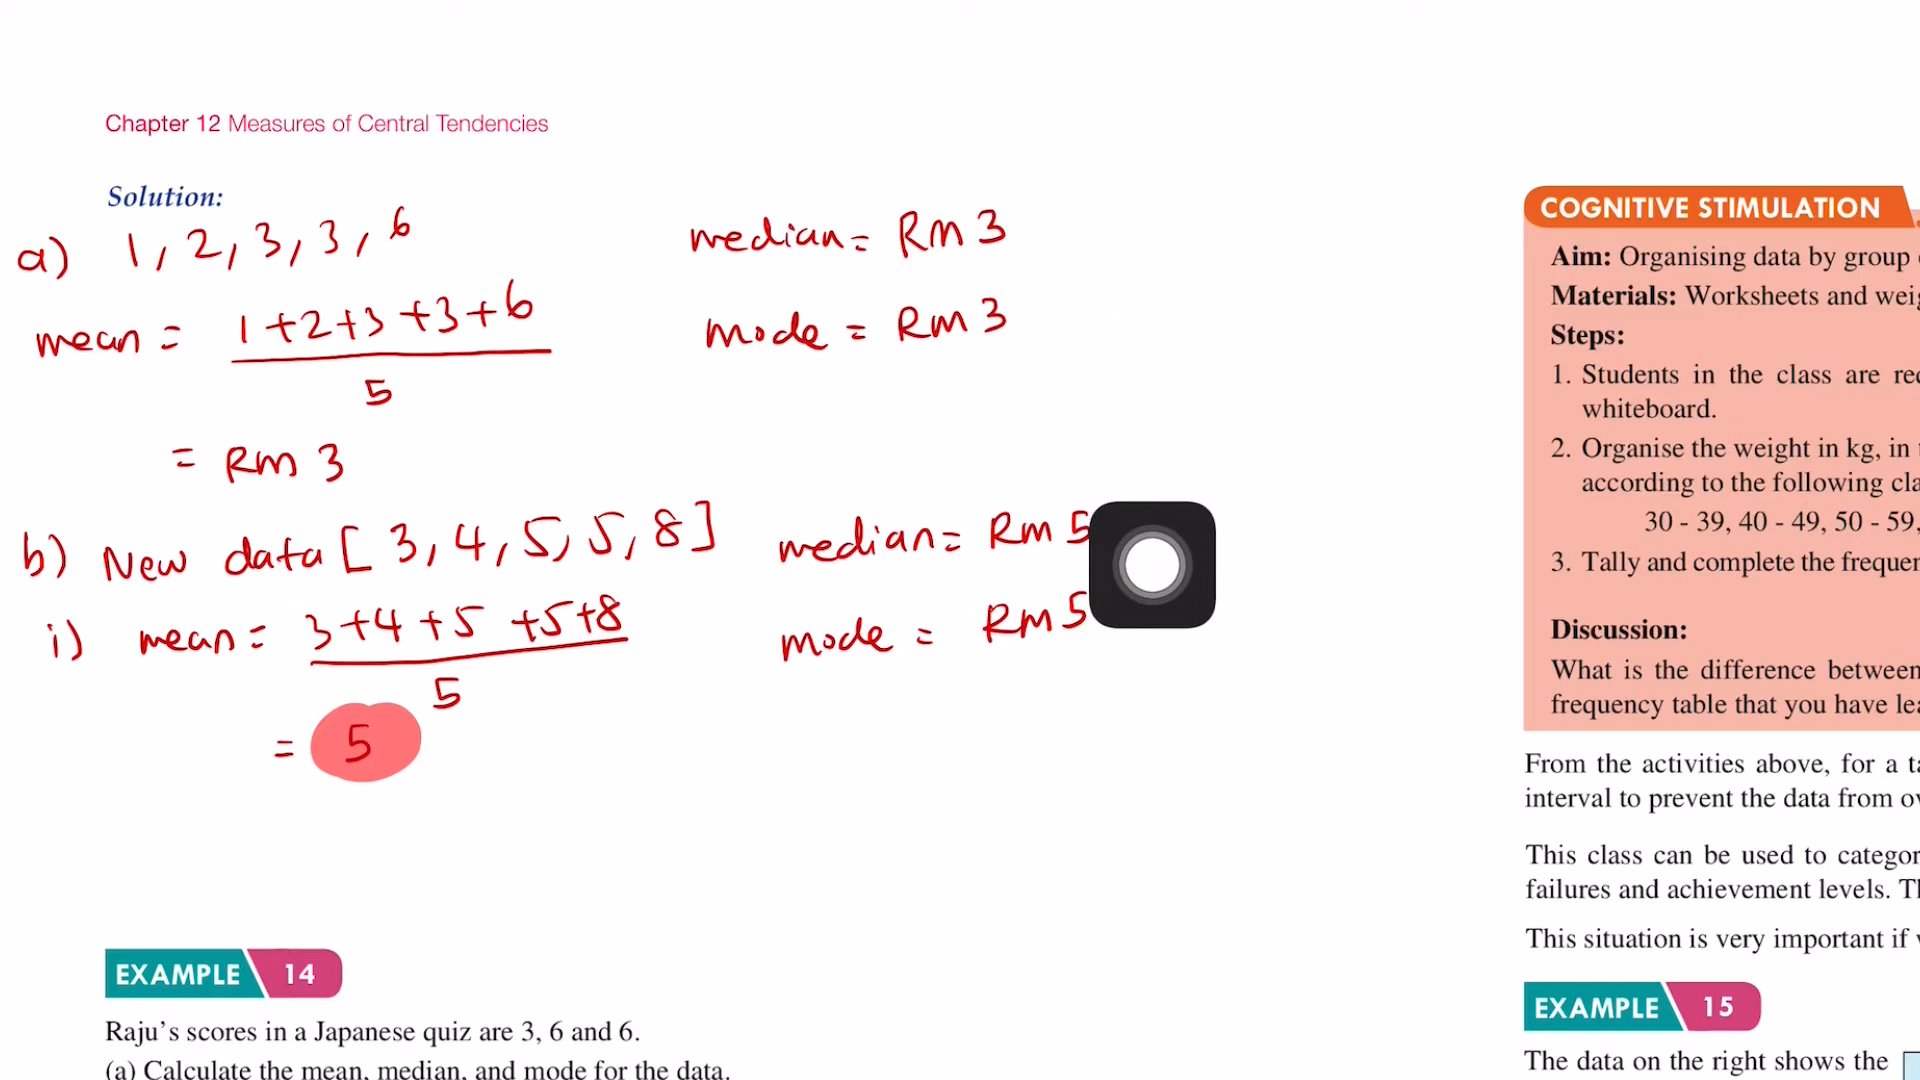 Chapter 12 Measures of Central Tendencies
Solution:
a) 1, 2, 3, 3, 6
mean = 1+2+3+3+6
5
= Rm 3
median = Rm 3
mode = Rm 3
b) New data [ 3, 4, 5, 5, 8 ]
i) mean = 3+4+5+5+8
5
= 5
median = Rm 5
mode = Rm 5
EXAMPLE 14
Raju's scores in a Japanese quiz are 3, 6 and 6.
(a) Calculate the mean, median, and mode for the data.
COGNITIVE STIMULATION
Aim: Organising data by group
Materials: Worksheets and
Steps:
1. Students in the class are
whiteboard.
2. Organise the weight in kg, in
according to the following
30 - 39, 40 - 49, 50 - 59,
3. Tally and complete the
Discussion:
What is the difference between
frequency table that you have
From the activities above, for a
interval to prevent the data from
This class can be used to
failures and achievement levels.
This situation is very important if
EXAMPLE 15
The data on the right shows the